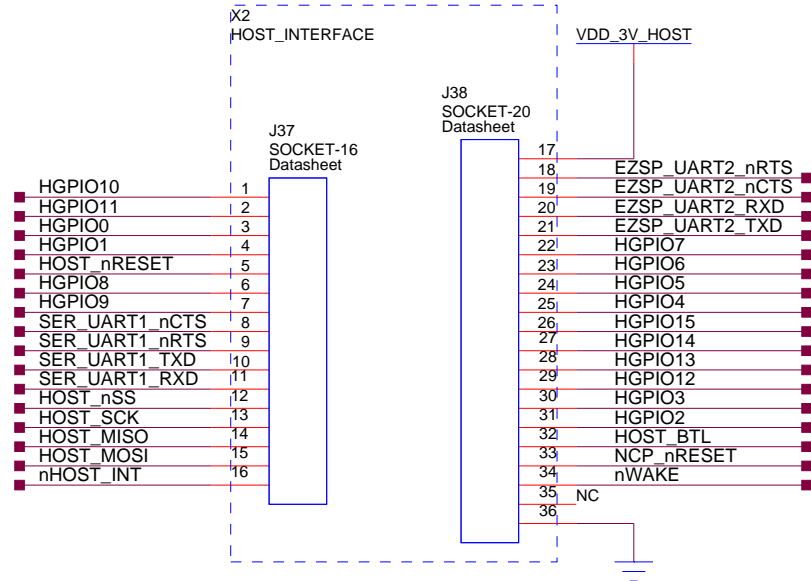 X2
HOST_INTERFACE
VDD_3V_HOST
J37
SOCKET-16
Datasheet
HGPIO10 1
HGPIO11 2
HGPIO0 3
HGPIO1 4
HOST_nRESET 5
HGPIO8 6
HGPIO9 7
SER_UART1_nCTS 8
SER_UART1_nRTS 9
SER_UART1_TXD 10
SER_UART1_RXD 11
HOST_nSS 12
HOST_SCK 13
HOST_MISO 14
HOST_MOSI 15
nHOST_INT 16
J38
SOCKET-20
Datasheet
17
18 EZSP_UART2_nRTS
19 EZSP_UART2_nCTS
20 EZSP_UART2_RXD
21 EZSP_UART2_TXD
22 HGPIO7
23 HGPIO6
24 HGPIO5
25 HGPIO4
26 HGPIO15
27 HGPIO14
28 HGPIO13
29 HGPIO12
30 HGPIO3
31 HGPIO2
32 HOST_BTL
33 NCP_nRESET
34 nWAKE
35 NC
36